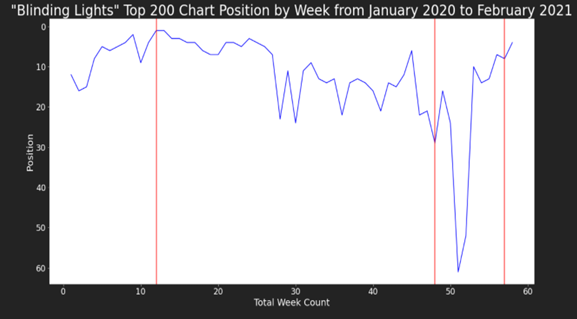 "Blinding Lights" Top 200 Chart Position by Week from January 2020 to February 2021
0
10
20
30
40
50
60
Position
0 10 20 30 40 50 60
Total Week Count